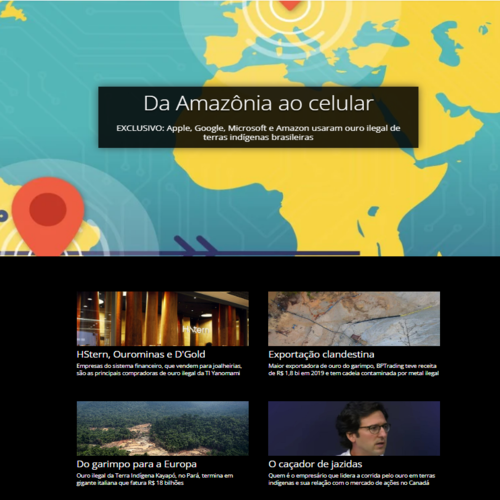 Da Amazônia ao celular
EXCLUSIVO: Apple, Google, Microsoft e Amazon usaram ouro ilegal de
terras indígenas brasileiras
HStern
HStern, Ourominas e D'Gold
Empresas do sistema financeiro, que vendem para joalheirias,
são as principais compradoras de ouro ilegal da TI Yanomami
Exportação clandestina
Maior exportadora de ouro do garimpo, BPTrading teve receita
de R$ 1,8 bi em 2019 e tem cadeia contaminada por metal ilegal
Do garimpo para a Europa
Ouro ilegal da Terra Indígena Kayapó, no Pará, termina em
gigante italiana que fatura R$ 18 bilhões
O caçador de jazidas
Quem é o empresário que lidera a corrida pelo ouro em terras
indígenas e sua relação com o mercado de ações no Canadá